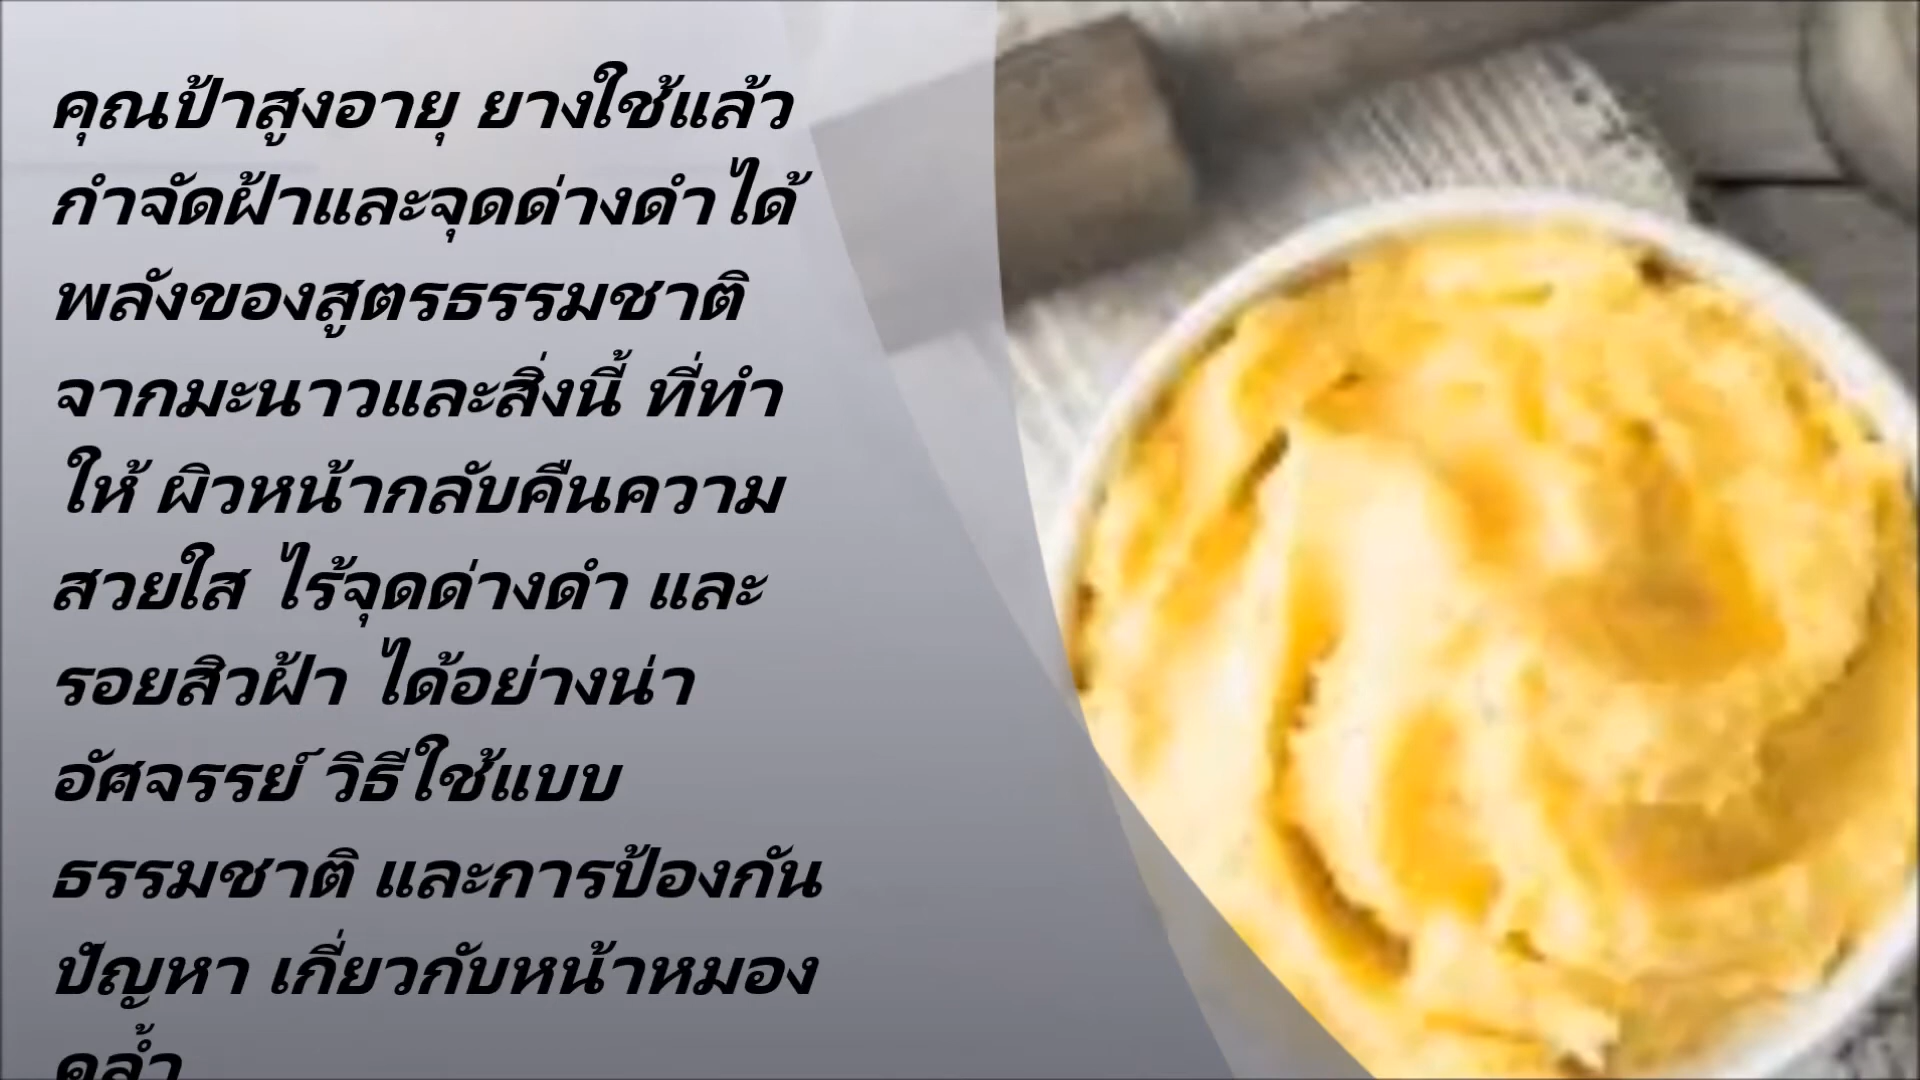 คุณป้าสูงอายุ ยางใช้แล้ว
กำจัดฝ้าและจุดด่างดำได้
พลังของสูตรธรรมชาติ
จากมะนาวและสิ่งนี้ ที่ทำ
ให้ ผิวหน้ากลับคืนความ
สวยใส ไร้จุดด่างดำ และ
รอยสิวฝ้า ได้อย่างน่า
อัศจรรย์ วิธีใช้แบบ
ธรรมชาติ และการป้องกัน
ปัญหา เกี่ยวกับหน้าหมอง
คล้ำ